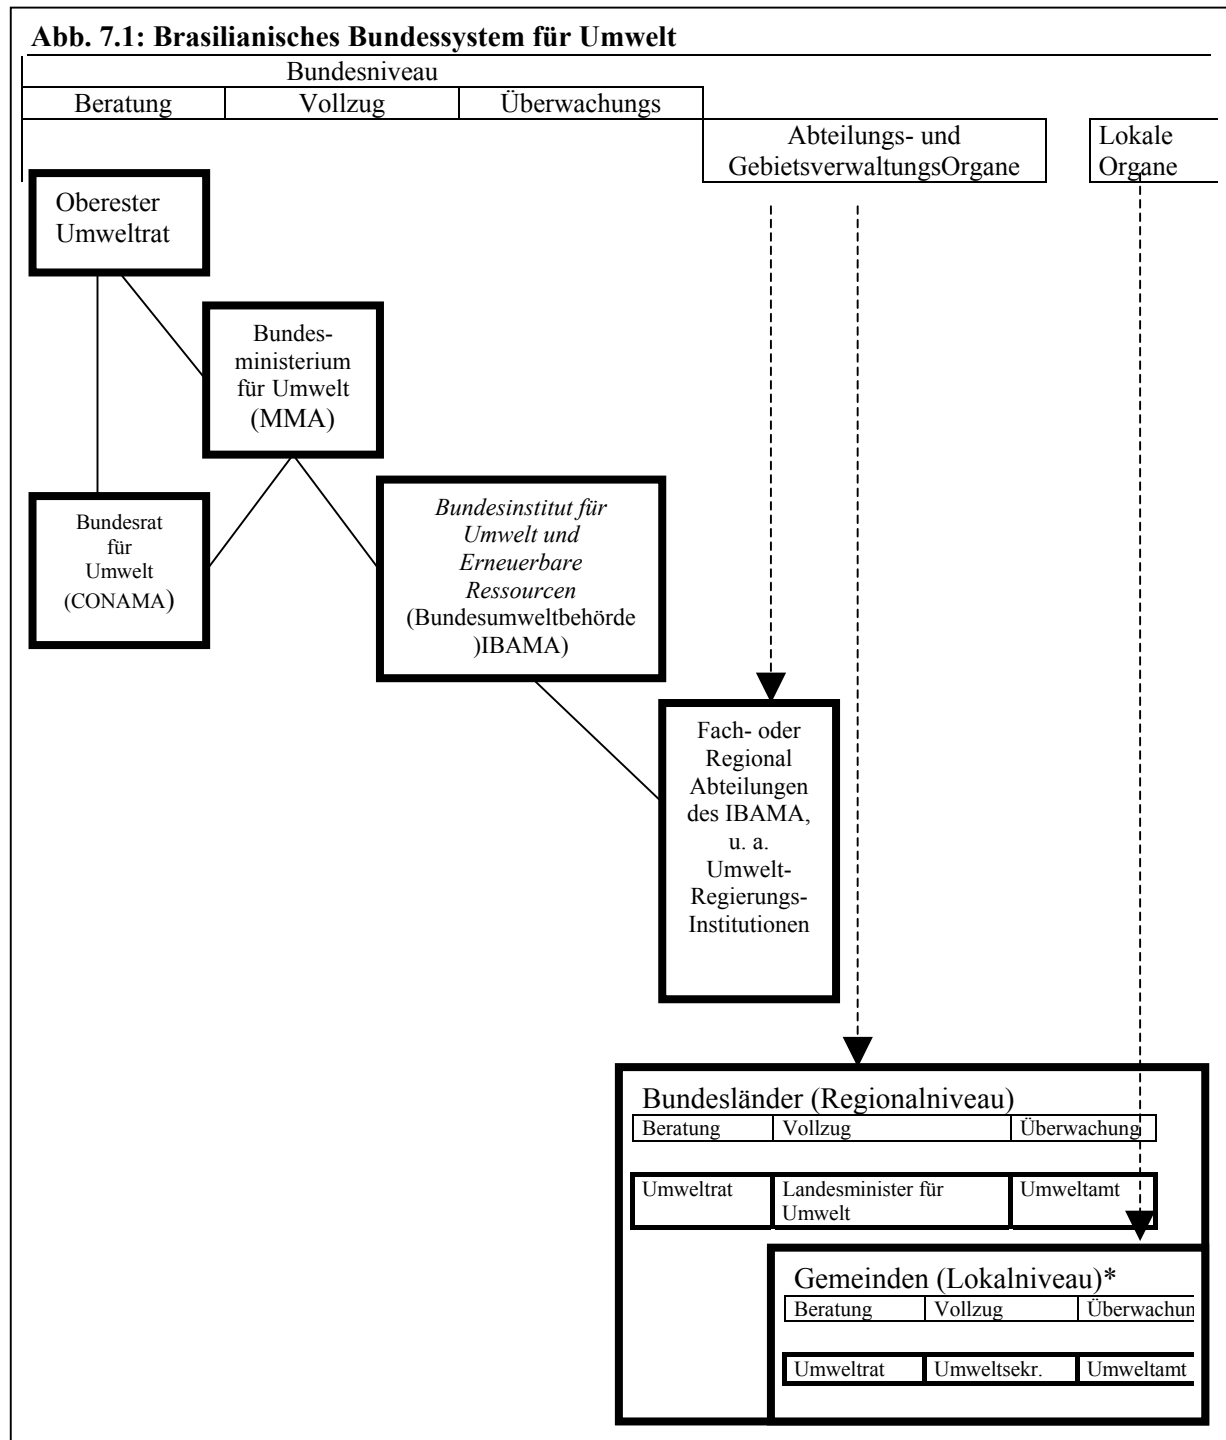 Abb. 7.1: Brasilianisches Bundessystem für Umwelt
Bundesniveau
Beratung
Vollzug
Überwachungs
Abteilungs- und
GebietsverwaltungsOrgane
Lokale
Organe
Oberester
Umweltrat
Bundes-
ministerium
für Umwelt
(MMA)
Bundesrat
für
Umwelt
(CONAMA)
Bundesinstitut für
Umwelt und
Erneuerbare
Ressourcen
(Bundesumweltbehörde
)IBAMA)
Fach- oder
Regional
Abteilungen
des IBAMA,
u. a.
Umwelt-
Regierungs-
Institutionen
Bundesländer (Regionalniveau)
Beratung
Vollzug
Überwachung
Umweltrat
Landesminister für
Umwelt
Umweltamt
Gemeinden (Lokalniveau)*
Beratung
Vollzug
Überwachun
Umweltrat
Umweltsekr.
Umweltamt